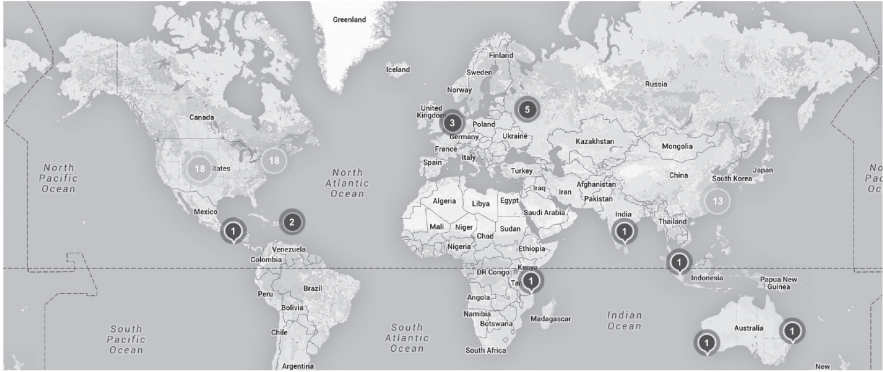 Greenland
Iceland
Finland
Sweden
Norway
Russia
United
Kingdom
3
5
Poland
Canada
Germany
Ukraine
Kazakhstan
Mongolia
France
Italy
Spain
Turkey
18
tates
18
North
Pacific
Ocean
North
Atlantic
Ocean
Iraq
Iran
Afghanistan
Pakistan
China
South Korea
Japan
Algeria
Libya
Egypt
Saudi Arabia
13
Mexico
India
Thailand
Mali
Niger
Chad
Sudan
1
2
1
Nigeria
Ethiopia
Venezuela
Colombia
1
Indonesia
Papua New
Guinea
DR Congo
Kenya
Ta
1
Peru
Brazil
Angola
Bolivia
Namibia
Botswana
Madagascar
Indian
Ocean
Australia
1
1
South
Pacific
Ocean
Chile
South
Atlantic
Ocean
South Africa
Argentina
New